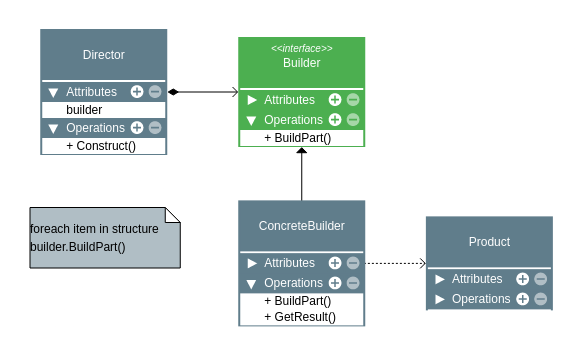 Director
Attributes
builder
Operations
+ Construct()
<<interface>>
Builder
Attributes
Operations
+ BuildPart()
foreach item in structure
builder.BuildPart()
ConcreteBuilder
Attributes
Operations
+ BuildPart()
+ GetResult()
Product
Attributes
Operations